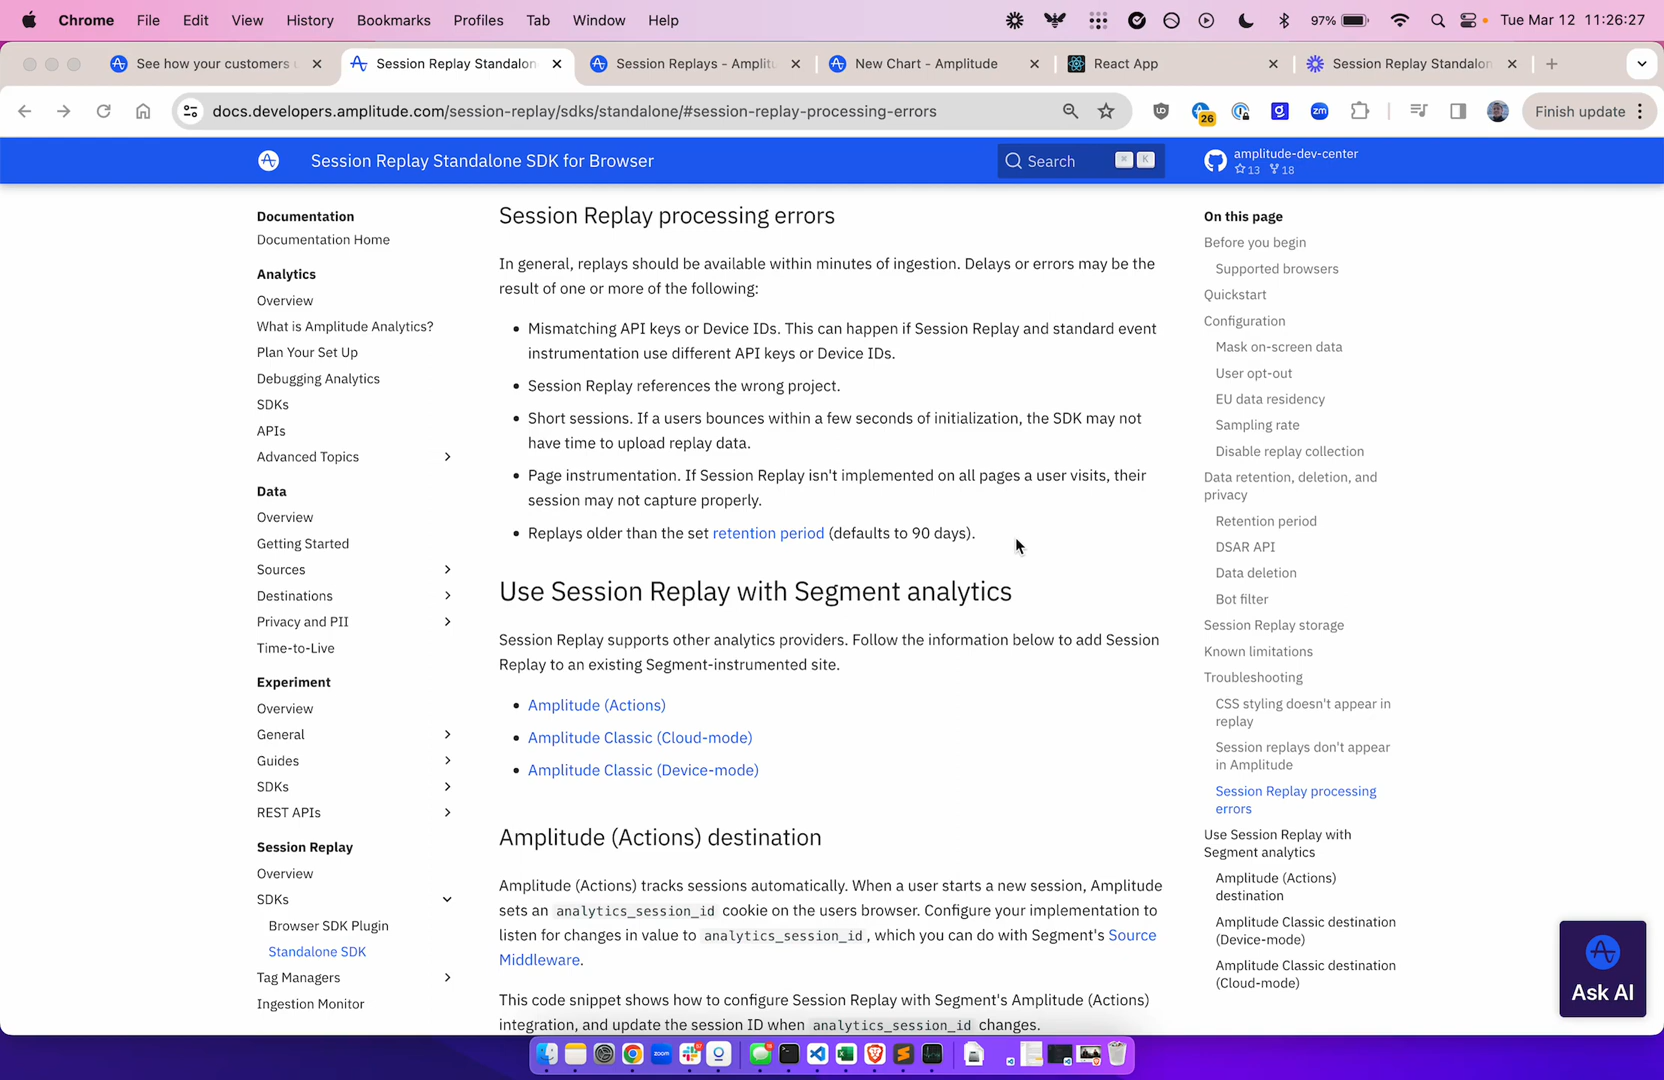 Chrome File Edit View History Bookmarks Profiles Tab Window Help 97% Tue Mar 12 11:26:27
See how your customers Session Replay Standalon Session Replays - Amplitu New Chart - Amplitude React App Session Replay Standalon
docs.developers.amplitude.com/session-replay/sdks/standalone/#session-replay-processing-errors 26 zm Finish update
Session Replay Standalone SDK for Browser Search K amplitude-dev-center
13 18
Documentation
Documentation Home
Analytics
Overview
What is Amplitude Analytics?
Plan Your Set Up
Debugging Analytics
SDKs
APIs
Advanced Topics
Data
Overview
Getting Started
Sources
Destinations
Privacy and PII
Time-to-Live
Experiment
Overview
General
Guides
SDKs
REST APIs
Session Replay
Overview
SDKs
Browser SDK Plugin
Standalone SDK
Tag Managers
Ingestion Monitor
Session Replay processing errors
In general, replays should be available within minutes of ingestion. Delays or errors may be the
result of one or more of the following:
• Mismatching API keys or Device IDs. This can happen if Session Replay and standard event
instrumentation use different API keys or Device IDs.
• Session Replay references the wrong project.
• Short sessions. If a users bounces within a few seconds of initialization, the SDK may not
have time to upload replay data.
• Page instrumentation. If Session Replay isn't implemented on all pages a user visits, their
session may not capture properly.
• Replays older than the set retention period (defaults to 90 days).
Use Session Replay with Segment analytics
Session Replay supports other analytics providers. Follow the information below to add Session
Replay to an existing Segment-instrumented site.
• Amplitude (Actions)
• Amplitude Classic (Cloud-mode)
• Amplitude Classic (Device-mode)
Amplitude (Actions) destination
Amplitude (Actions) tracks sessions automatically. When a user starts a new session, Amplitude
sets an analytics_session_id cookie on the users browser. Configure your implementation to
listen for changes in value to analytics_session_id, which you can do with Segment's Source
Middleware.
This code snippet shows how to configure Session Replay with Segment's Amplitude (Actions)
integration, and update the session ID when analytics_session_id changes.
On this page
Before you begin
Supported browsers
Quickstart
Configuration
Mask on-screen data
User opt-out
EU data residency
Sampling rate
Disable replay collection
Data retention, deletion, and
privacy
Retention period
DSAR API
Data deletion
Bot filter
Session Replay storage
Known limitations
Troubleshooting
CSS styling doesn't appear in
replay
Session replays don't appear
in Amplitude
Session Replay processing
errors
Use Session Replay with
Segment analytics
Amplitude (Actions)
destination
Amplitude Classic destination
(Device-mode)
Amplitude Classic destination
(Cloud-mode)
Ask AI
zoom